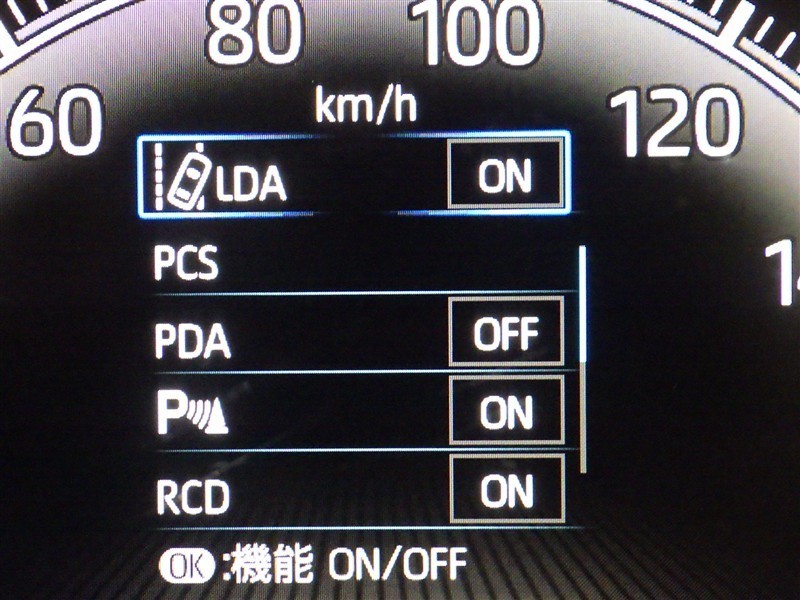 80 100
60 120
km/h
LDA ON
PCS
PDA OFF
P ON
RCD ON
OK :機能 ON/OFF